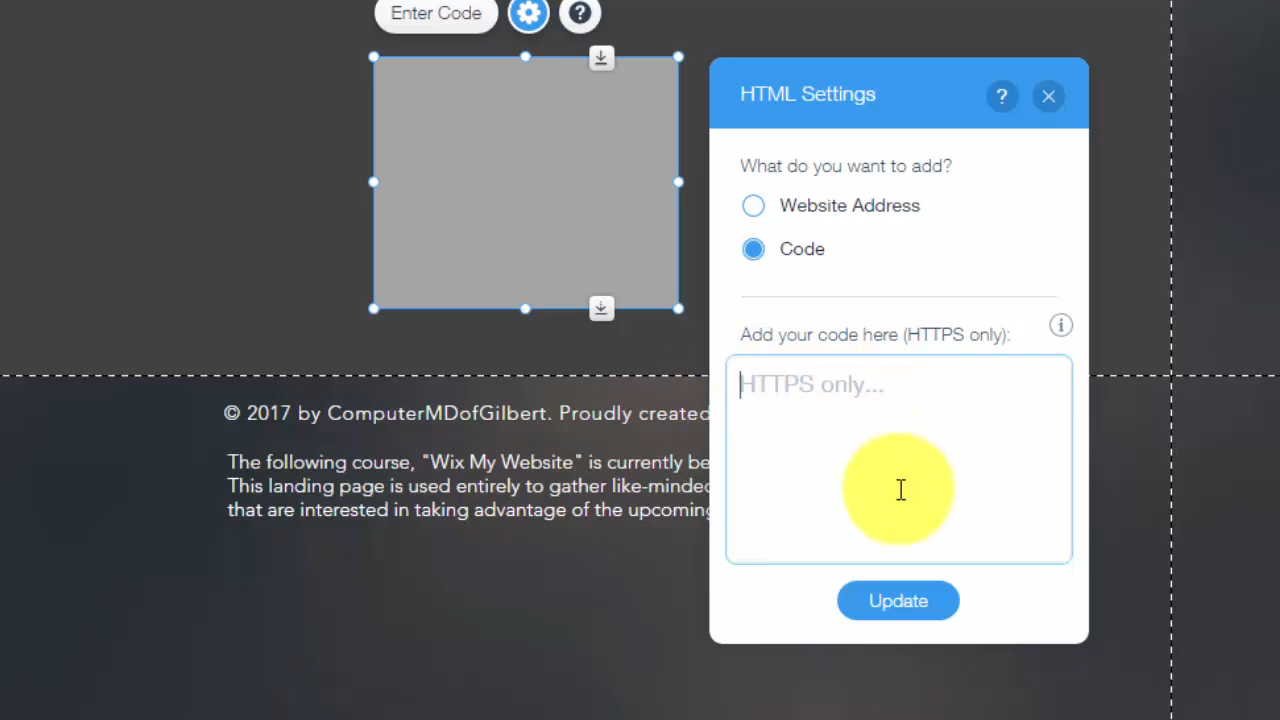 Enter Code
?
HTML Settings
?
What do you want to add?
Website Address
Code
Add your code here (HTTPS only):
i
HTTPS only...
Update
© 2017 by ComputerMDofGilbert. Proudly created
The following course, "Wix My Website" is currently be
This landing page is used entirely to gather like-minded
that are interested in taking advantage of the upcoming